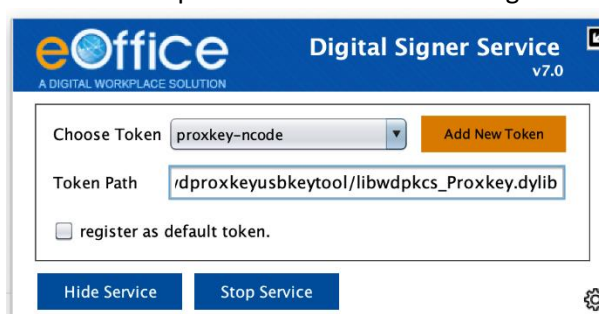 eOffice
A DIGITAL WORKPLACE SOLUTION
Digital Signer Service
v7.0
Choose Token proxkey-ncode Add New Token
Token Path /dproxkeyusbkeytool/libwdpkcs_Proxkey.dylib
register as default token.
Hide Service Stop Service